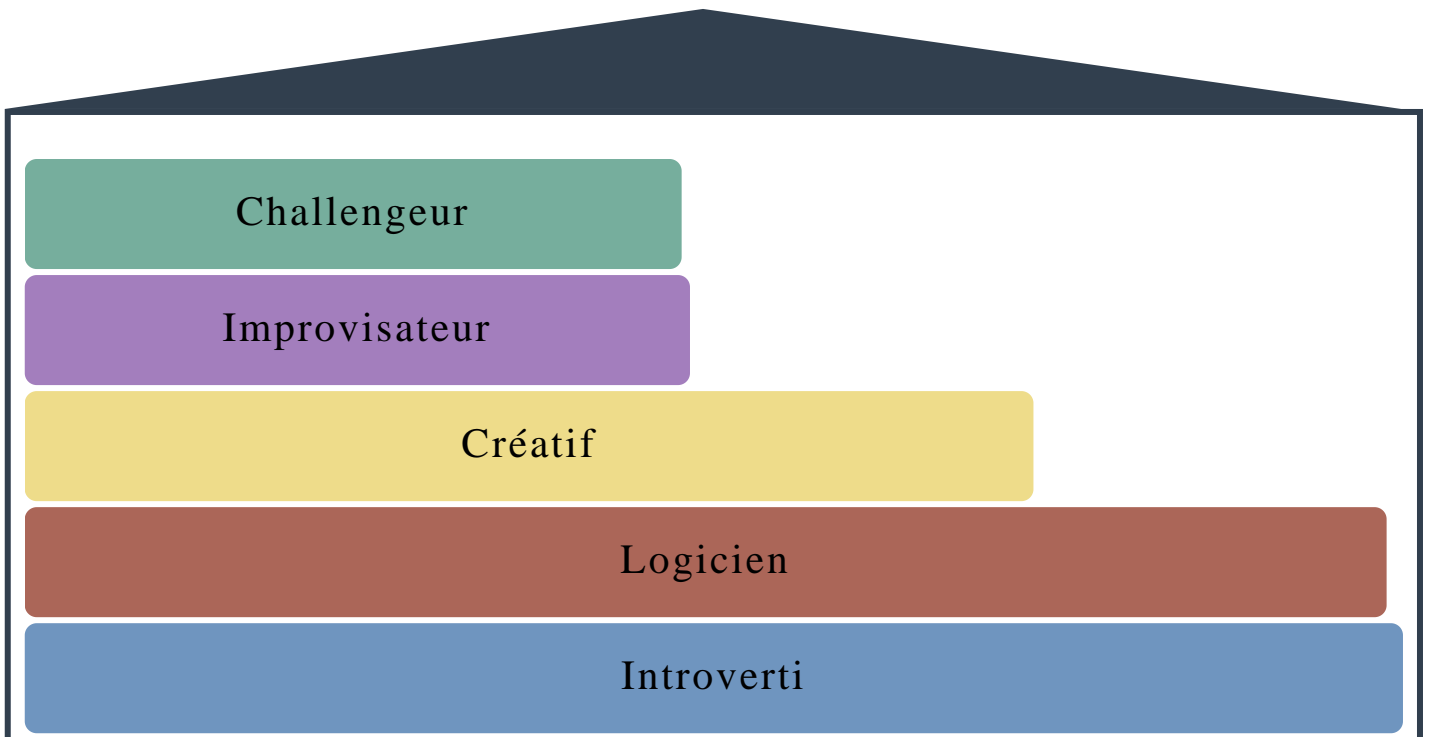 Challengeur
Improvisateur
Créatif
Logicien
Introverti